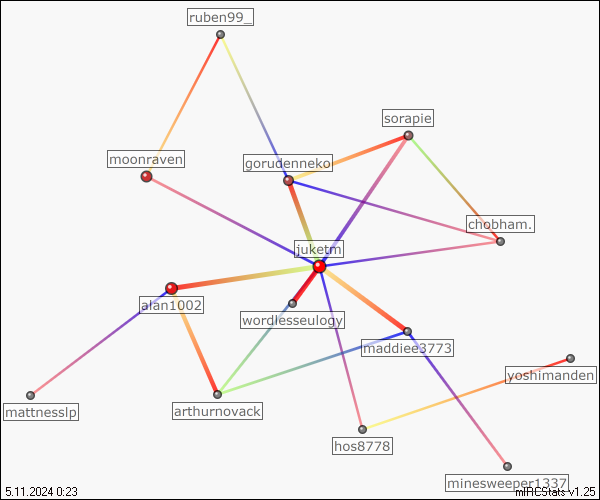 ruben99_
sorapie
moonraven
gorudenneko
chobham.
juketm
alan1002
wordlesseulogy
maddiee3773
yoshimanden
mattnesslp
arthurnovack
hos8778
minesweeper1337
5.11.2024 0:23
mIRCStats v1.25